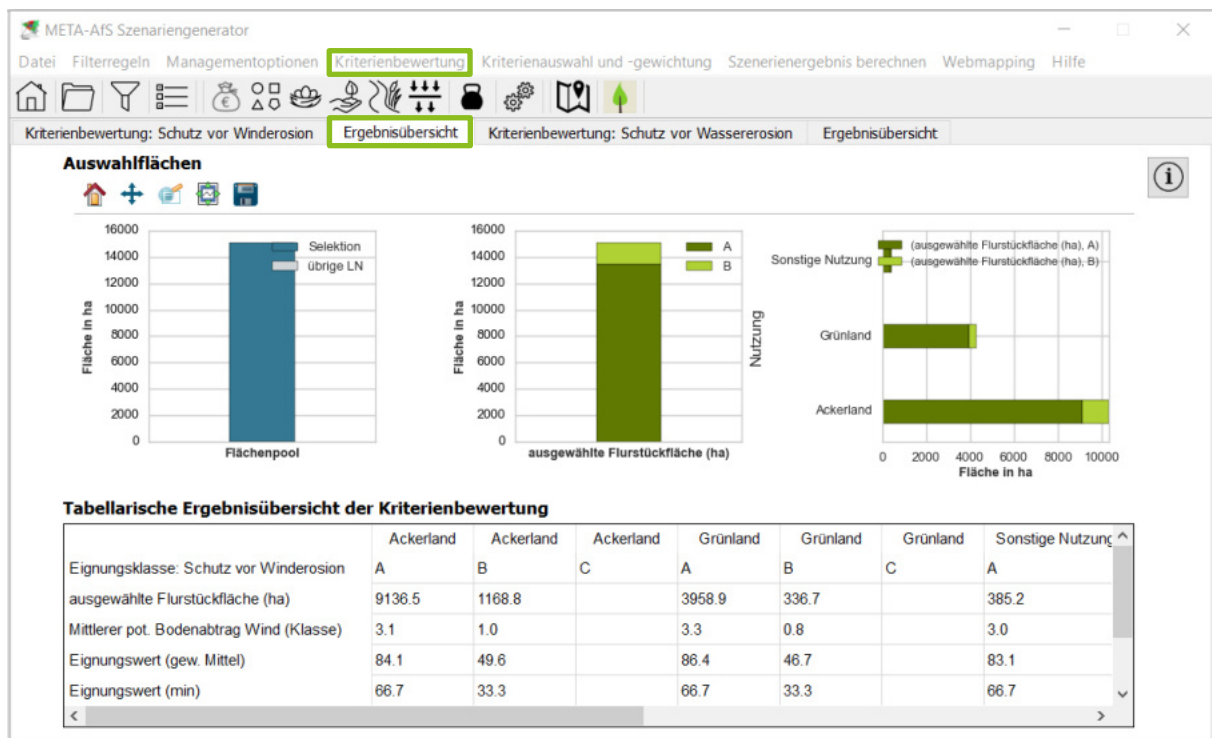 META-AfS Szenariengenerator
Datei Filterregeln Managementoptionen Kriterienbewertung Kriterienauswahl und -gewichtung Szenerienergebnis berechnen Webmapping Hilfe
Kriterienbewertung: Schutz vor Winderosion Ergebnisübersicht Kriterienbewertung: Schutz vor Wassererosion Ergebnisübersicht
Auswahlflächen
i
16000
14000
12000
10000
8000
6000
4000
2000
0
Fläche in ha
Selektion
übrige LN
Flächenpool
16000
14000
12000
10000
8000
6000
4000
2000
0
Fläche in ha
A
B
ausgewählte Flurstückfläche (ha)
Nutzung
Sonstige Nutzung
Grünland
Ackerland
(ausgewählte Flurstückfläche (ha), A)
(ausgewählte Flurstückfläche (ha), B)
0 2000 4000 6000 8000 10000
Fläche in ha
Tabellarische Ergebnisübersicht der Kriterienbewertung
Ackerland Ackerland Ackerland Grünland Grünland Grünland Sonstige Nutzung
Eignungsklasse: Schutz vor Winderosion A B C A B C A
ausgewählte Flurstückfläche (ha) 9136.5 1168.8 3958.9 336.7 385.2
Mittlerer pot. Bodenabtrag Wind (Klasse) 3.1 1.0 3.3 0.8 3.0
Eignungswert (gew. Mittel) 84.1 49.6 86.4 46.7 83.1
Eignungswert (min) 66.7 33.3 66.7 33.3 66.7